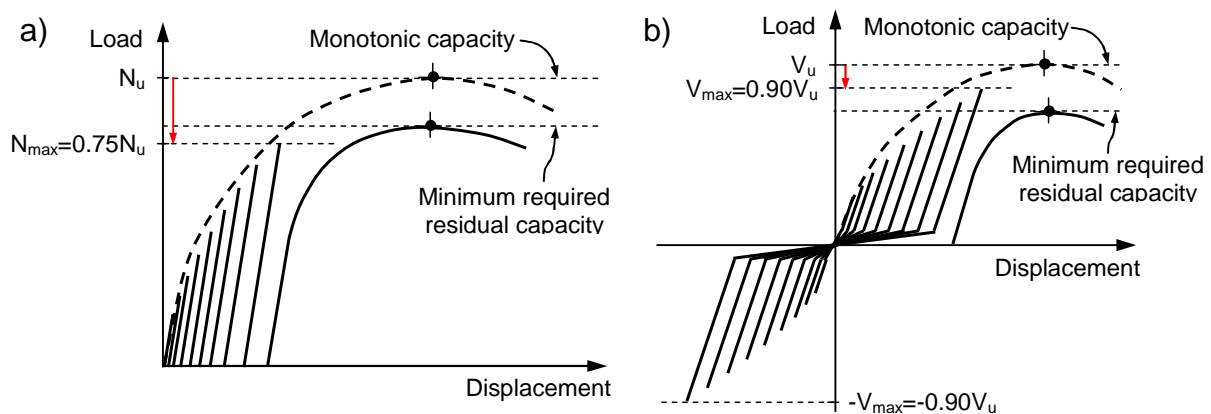 a)
Load
Monotonic capacity
Nu
Nmax=0.75Nu
Minimum required
residual capacity
Displacement
b)
Load
Monotonic capacity
Vu
Vmax=0.90Vu
Minimum required
residual capacity
Displacement
-Vmax=-0.90Vu